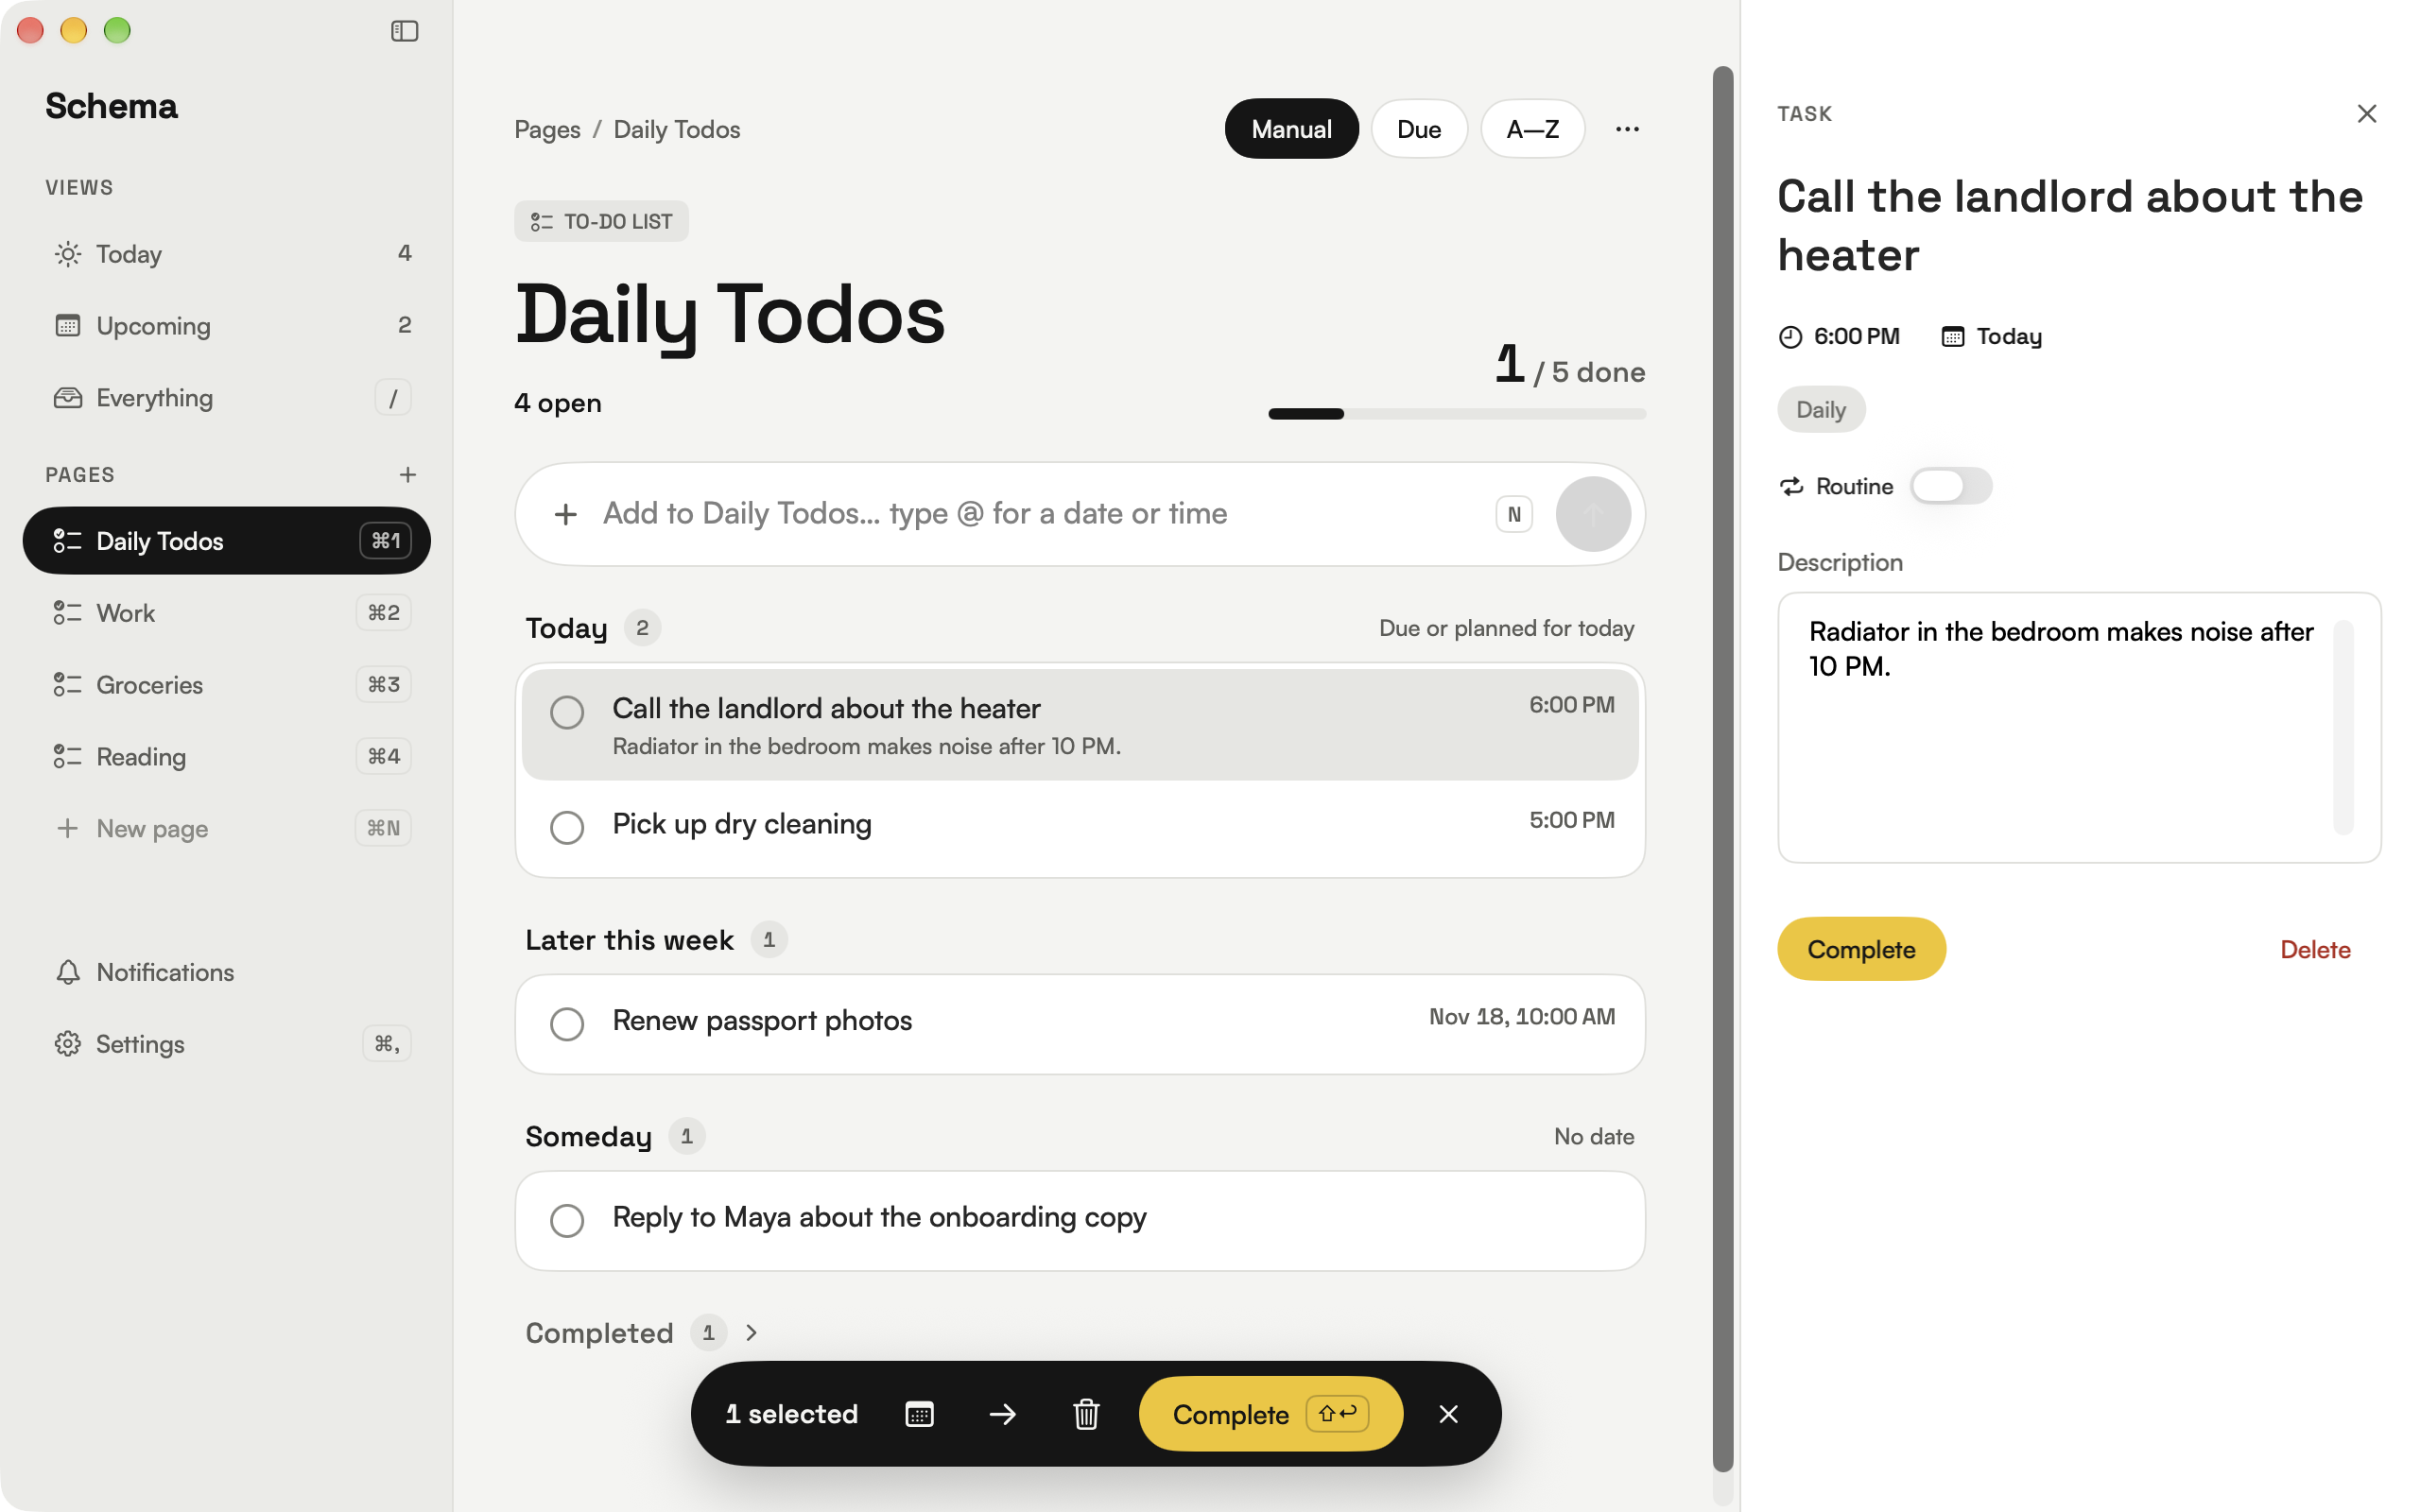 Schema
VIEWS
Today 4
Upcoming 2
Everything /
PAGES
Daily Todos ⌘1
Work ⌘2
Groceries ⌘3
Reading ⌘4
New page ⌘N
Notifications
Settings ⌘,
Pages / Daily Todos
Manual Due A—Z
TO-DO LIST
Daily Todos
4 open
1 / 5 done
Add to Daily Todos... type @ for a date or time N
Today 2 Due or planned for today
Call the landlord about the heater 6:00 PM
Radiator in the bedroom makes noise after 10 PM.
Pick up dry cleaning 5:00 PM
Later this week 1
Renew passport photos Nov 18, 10:00 AM
Someday 1 No date
Reply to Maya about the onboarding copy
Completed 1
1 selected Complete ⇧↩
TASK
Call the landlord about the
heater
6:00 PM Today
Daily
Routine
Description
Radiator in the bedroom makes noise after
10 PM.
Complete Delete